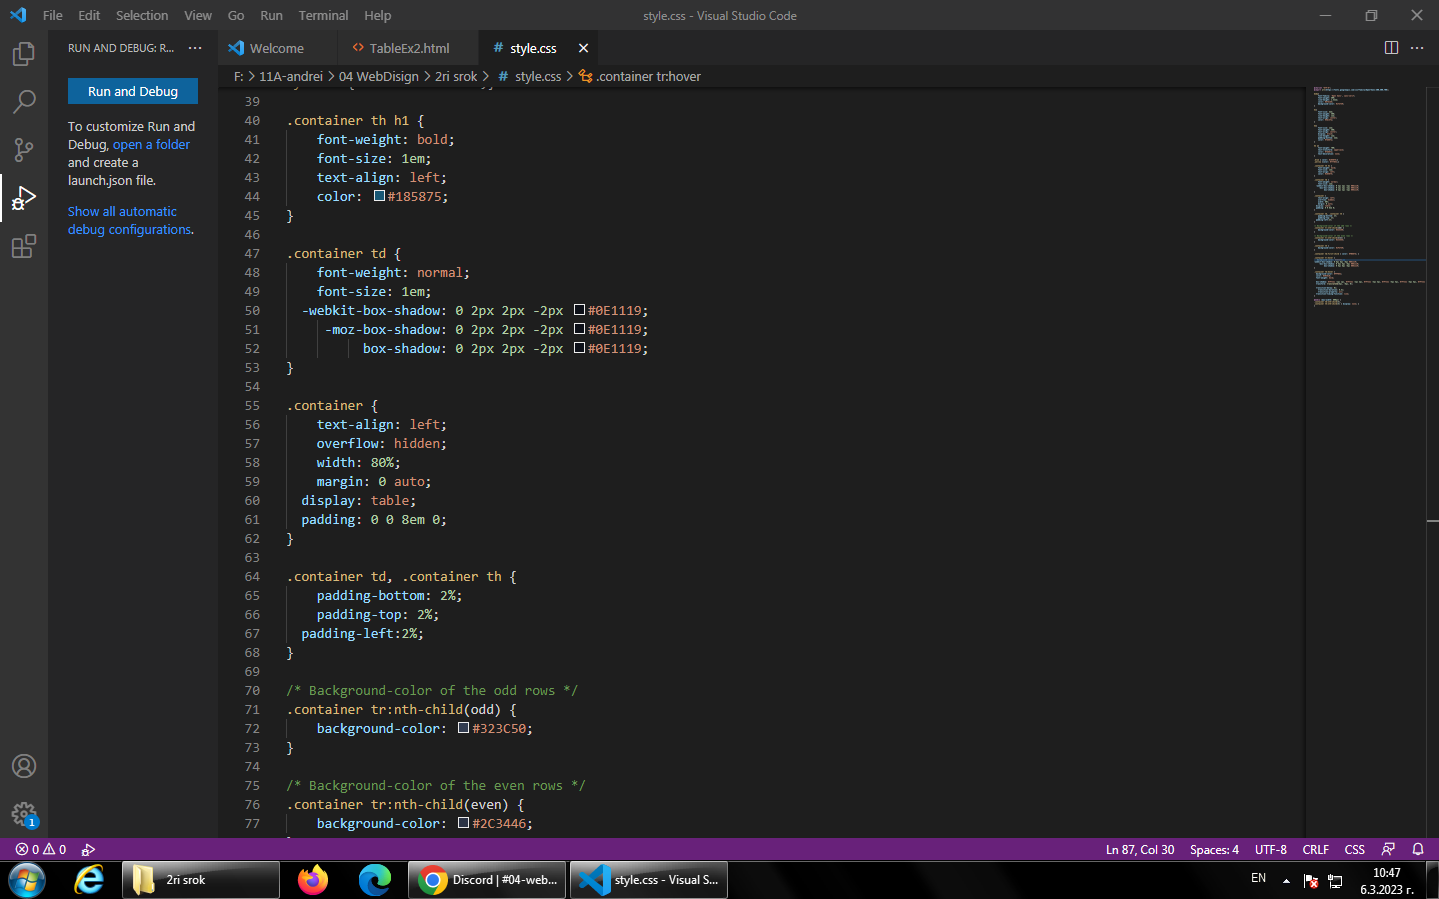 File Edit Selection View Go Run Terminal Help
style.css - Visual Studio Code
RUN AND DEBUG: R... ...
Welcome
TableEx2.html
style.css
F: > 11A-andrei > 04 WebDisign > 2ri srok > # style.css > .container tr:hover
Run and Debug
To customize Run and
Debug, open a folder
and create a
launch.json file.
Show all automatic
debug configurations.
39
40 .container th h1 {
41 font-weight: bold;
42 font-size: 1em;
43 text-align: left;
44 color: #185875;
45 }
46
47 .container td {
48 font-weight: normal;
49 font-size: 1em;
50 -webkit-box-shadow: 0 2px 2px -2px #0E1119;
51 -moz-box-shadow: 0 2px 2px -2px #0E1119;
52 box-shadow: 0 2px 2px -2px #0E1119;
53 }
54
55 .container {
56 text-align: left;
57 overflow: hidden;
58 width: 80%;
59 margin: 0 auto;
60 display: table;
61 padding: 0 0 8em 0;
62 }
63
64 .container td, .container th {
65 padding-bottom: 2%;
66 padding-top: 2%;
67 padding-left:2%;
68 }
69
70 /* Background-color of the odd rows */
71 .container tr:nth-child(odd) {
72 background-color: #323C50;
73 }
74
75 /* Background-color of the even rows */
76 .container tr:nth-child(even) {
77 background-color: #2C3446;
1
0 0
Ln 87, Col 30 Spaces: 4 UTF-8 CRLF CSS
2ri srok
Discord | #04-web...
style.css - Visual S...
EN
10:47
6.3.2023 г.